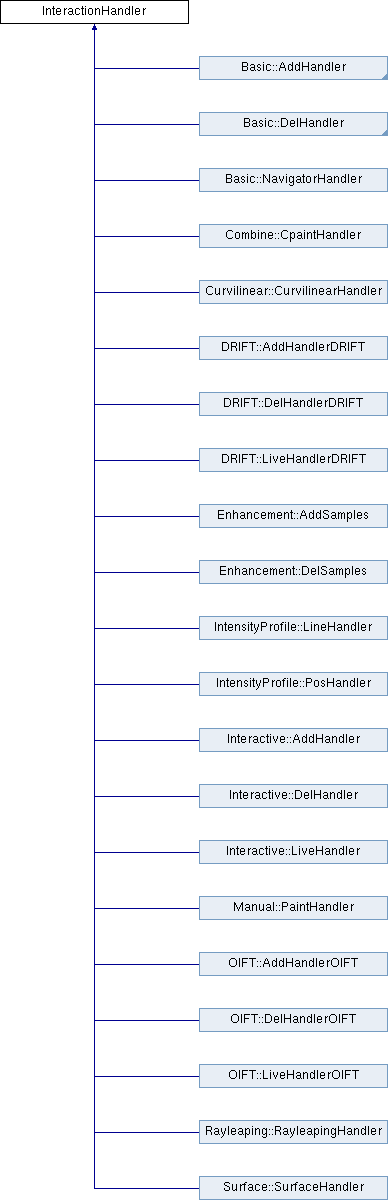 InteractionHandler
Basic::AddHandler
Basic::DelHandler
Basic::NavigatorHandler
Combine::CpaintHandler
Curvilinear::CurvilinearHandler
DRIFT::AddHandlerDRIFT
DRIFT::DelHandlerDRIFT
DRIFT::LiveHandlerDRIFT
Enhancement::AddSamples
Enhancement::DelSamples
IntensityProfile::LineHandler
IntensityProfile::PosHandler
Interactive::AddHandler
Interactive::DelHandler
Interactive::LiveHandler
Manual::PaintHandler
OIFT::AddHandlerOIFT
OIFT::DelHandlerOIFT
OIFT::LiveHandlerOIFT
Rayleaping::RayleapingHandler
Surface::SurfaceHandler